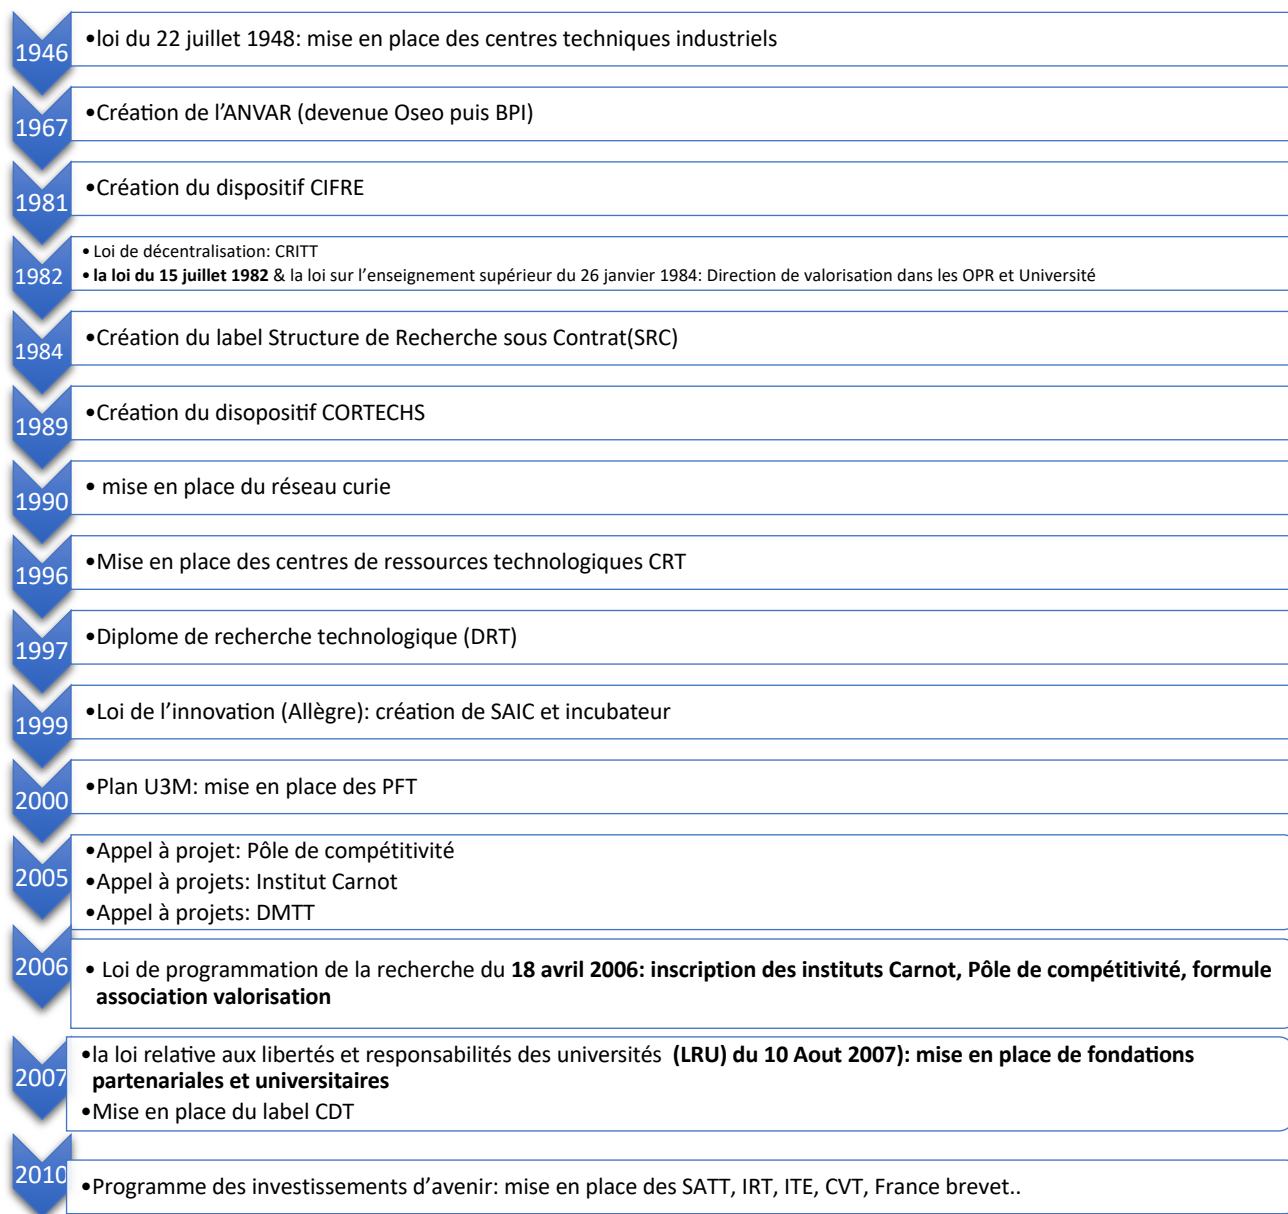 1946
•loi du 22 juillet 1948: mise en place des centres techniques industriels
1967
•Création de l’ANVAR (devenue Oseo puis BPI)
1981
•Création du dispositif CIFRE
1982
•Loi de décentralisation: CRITT
•la loi du 15 juillet 1982 & la loi sur l’enseignement supérieur du 26 janvier 1984: Direction de valorisation dans les OPR et Université
1984
•Création du label Structure de Recherche sous Contrat(SRC)
1989
•Création du disopositif CORTECHS
1990
• mise en place du réseau curie
1996
•Mise en place des centres de ressources technologiques CRT
1997
•Diplome de recherche technologique (DRT)
1999
•Loi de l’innovation (Allègre): création de SAIC et incubateur
2000
•Plan U3M: mise en place des PFT
2005
•Appel à projet: Pôle de compétitivité
•Appel à projets: Institut Carnot
•Appel à projets: DMTT
2006
• Loi de programmation de la recherche du 18 avril 2006: inscription des instituts Carnot, Pôle de compétitivité, formule
association valorisation
2007
•la loi relative aux libertés et responsabilités des universités (LRU) du 10 Aout 2007): mise en place de fondations
partenariales et universitaires
•Mise en place du label CDT
2010
•Programme des investissements d’avenir: mise en place des SATT, IRT, ITE, CVT, France brevet..